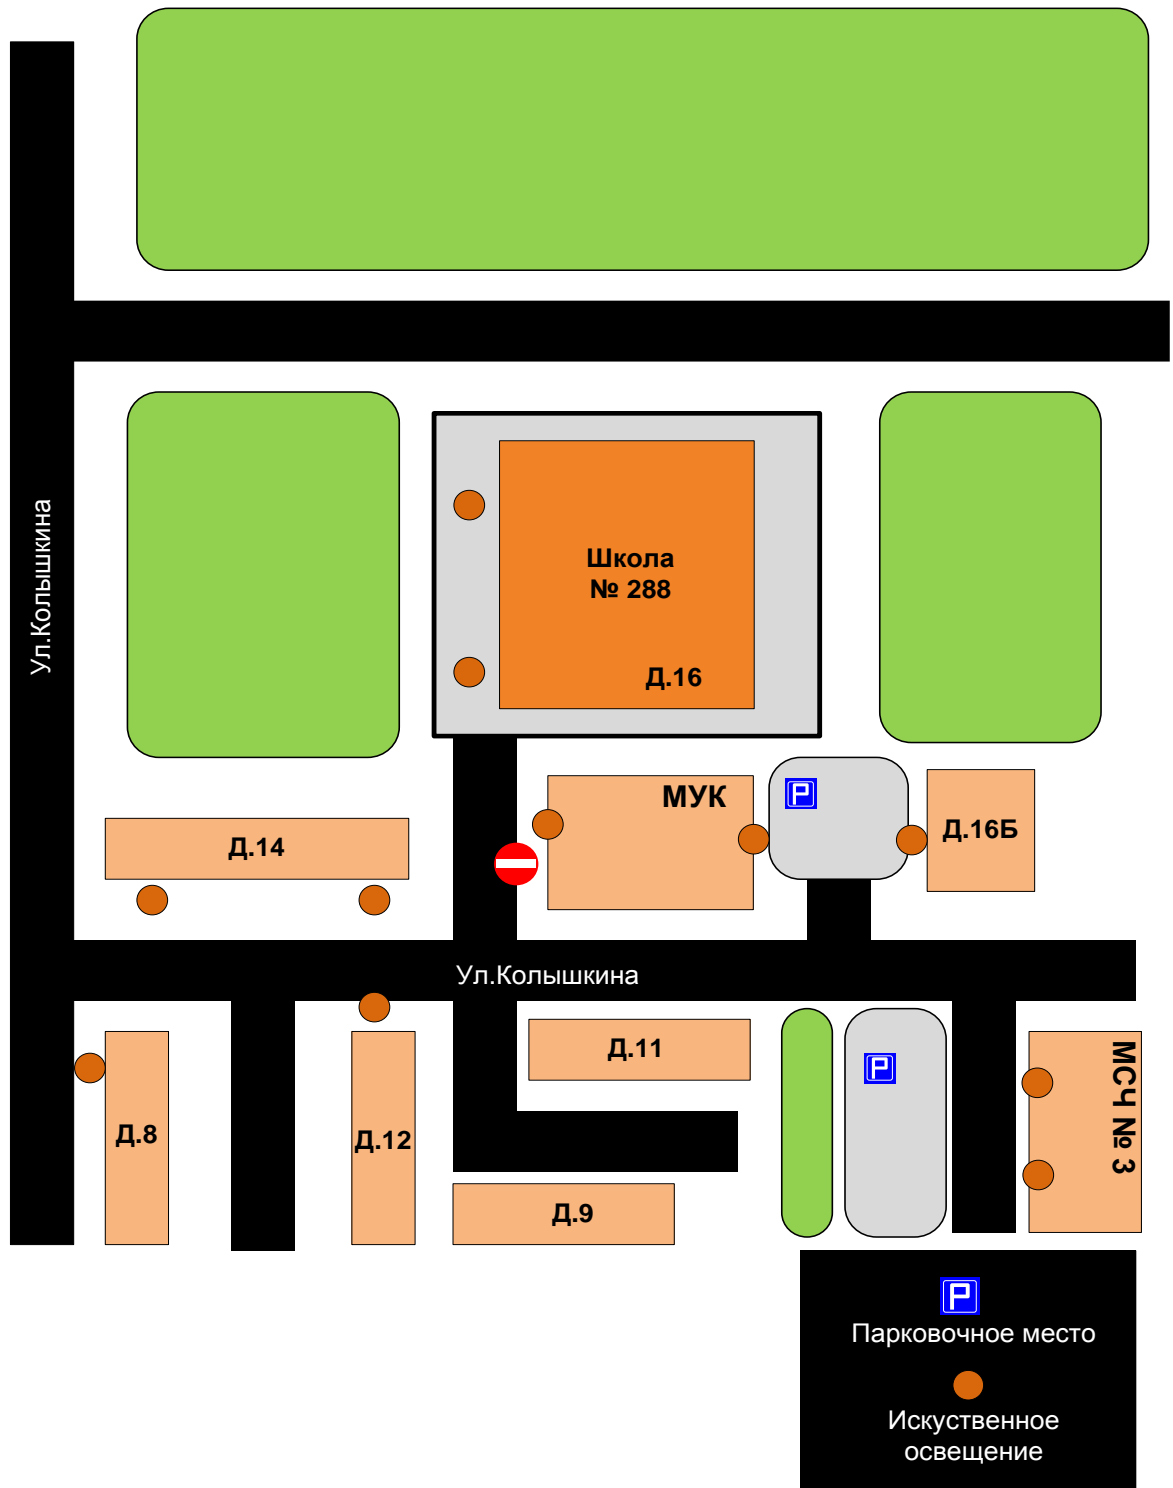 Ул.Колышкина
Школа
№ 288
Д.16
МУК
Д.16Б
Д.14
Ул.Колышкина
Д.11
МСЧ № 3
Д.8
Д.12
Д.9
P
P
P
Парковочное место
Искуственное
освещение